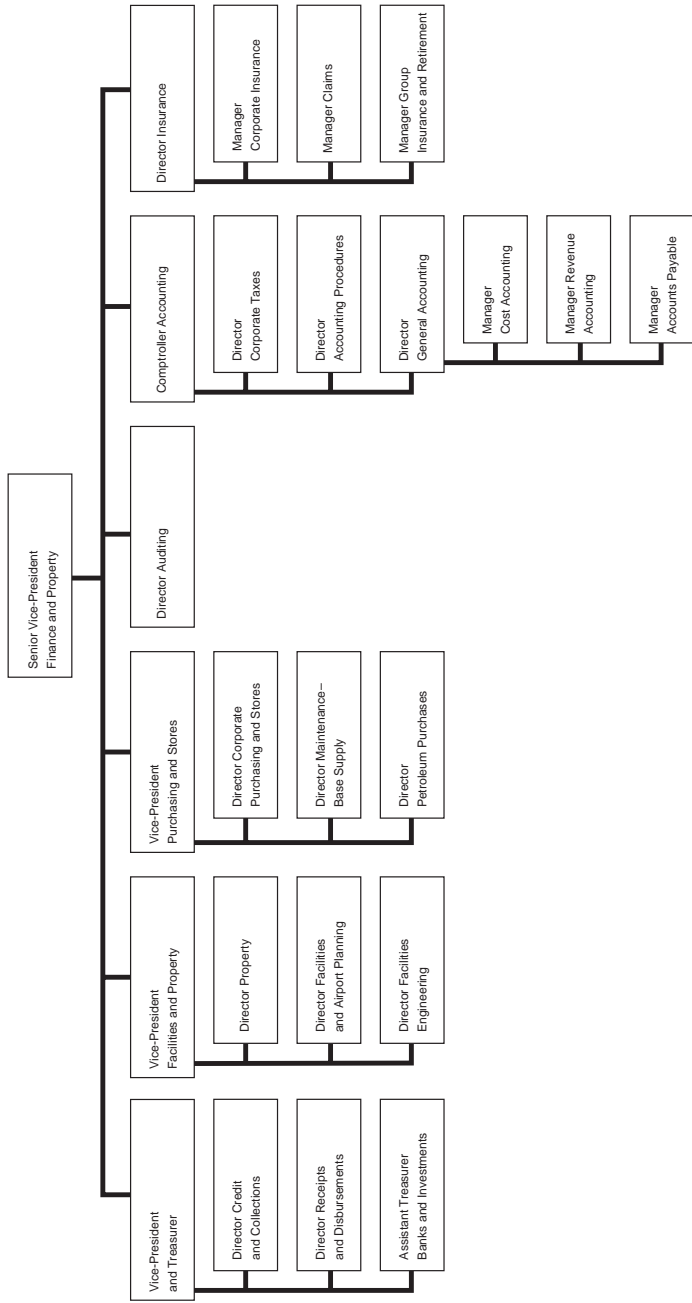 Senior Vice-President
Finance and Property
Vice-President
and Treasurer
Director Credit
and Collections
Director Receipts
and Disbursements
Assistant Treasurer
Banks and Investments
Vice-President
Facilities and Property
Director Property
Director Facilities
and Airport Planning
Director Facilities
Engineering
Vice-President
Purchasing and Stores
Director Corporate
Purchasing and Stores
Director Maintenance–
Base Supply
Director
Petroleum Purchases
Director Auditing
Comptroller Accounting
Director
Corporate Taxes
Director
Accounting Procedures
Director
General Accounting
Manager
Cost Accounting
Manager Revenue
Accounting
Manager
Accounts Payable
Director Insurance
Manager
Corporate Insurance
Manager Claims
Manager Group
Insurance and Retirement